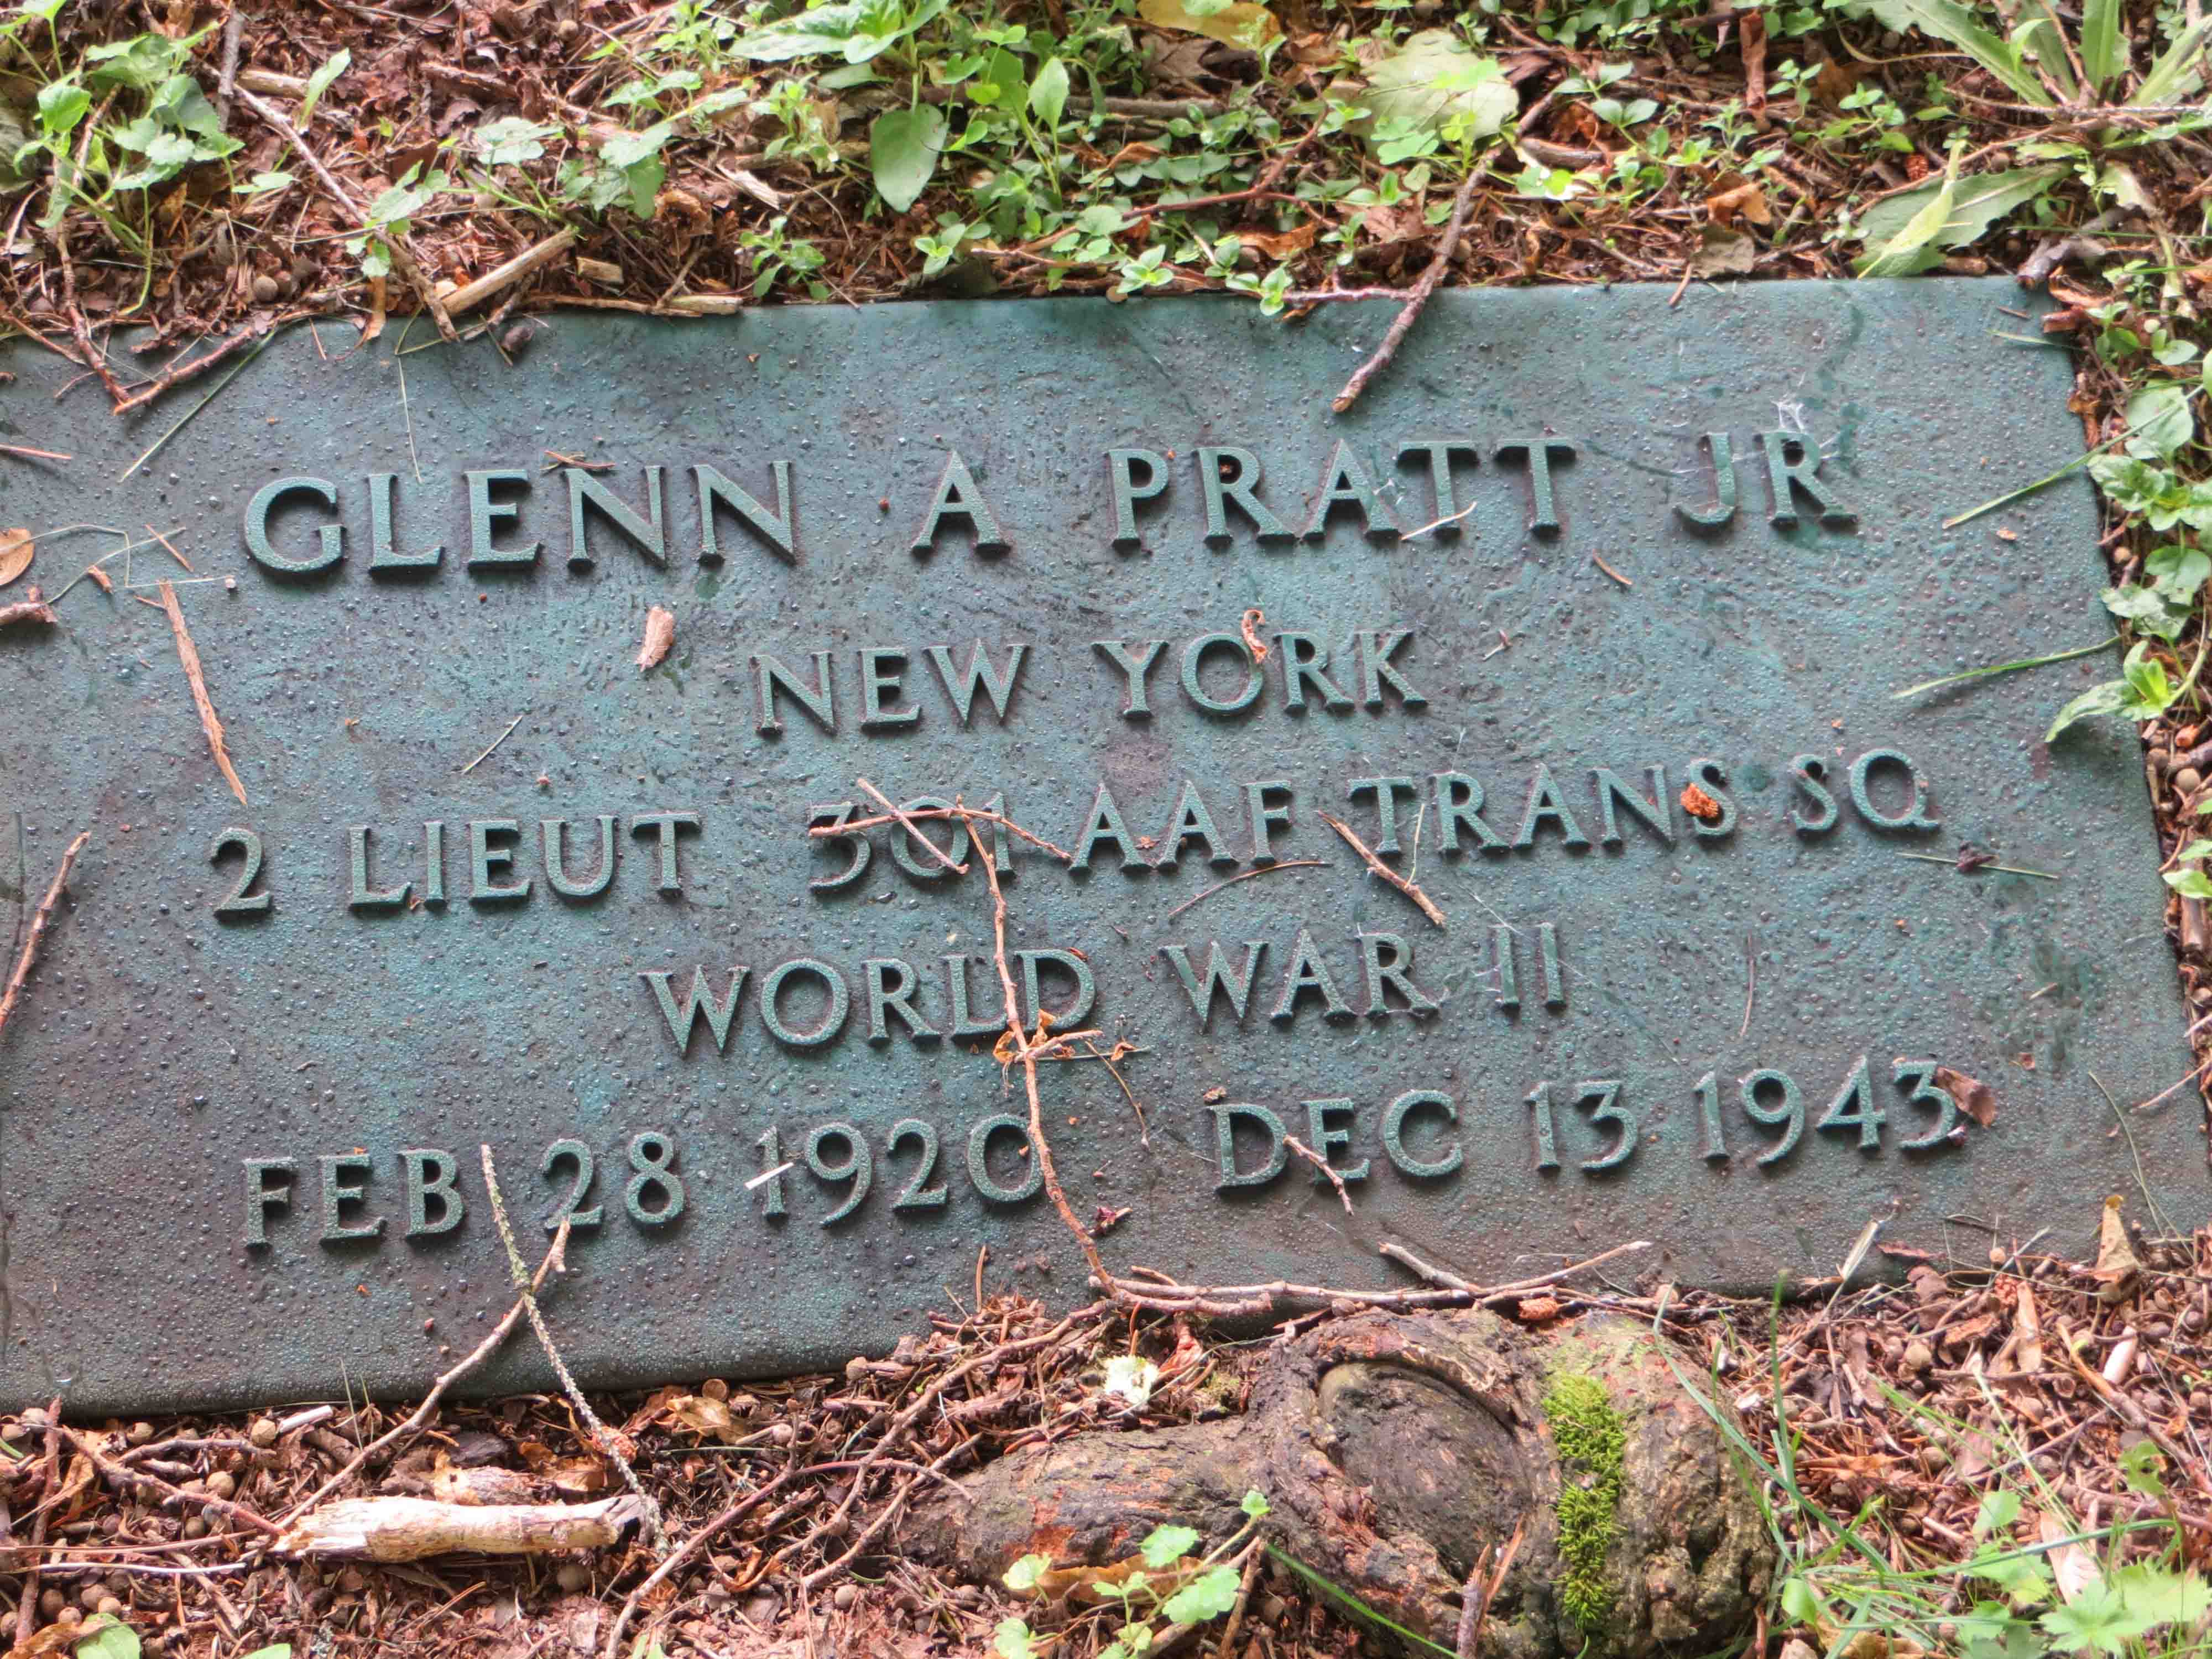 GLENN A PRATT JR
NEW YORK
2 LIEUT 301 AAF TRANS SQ
WORLD WAR II
FEB 28 1920 DEC 13 1943